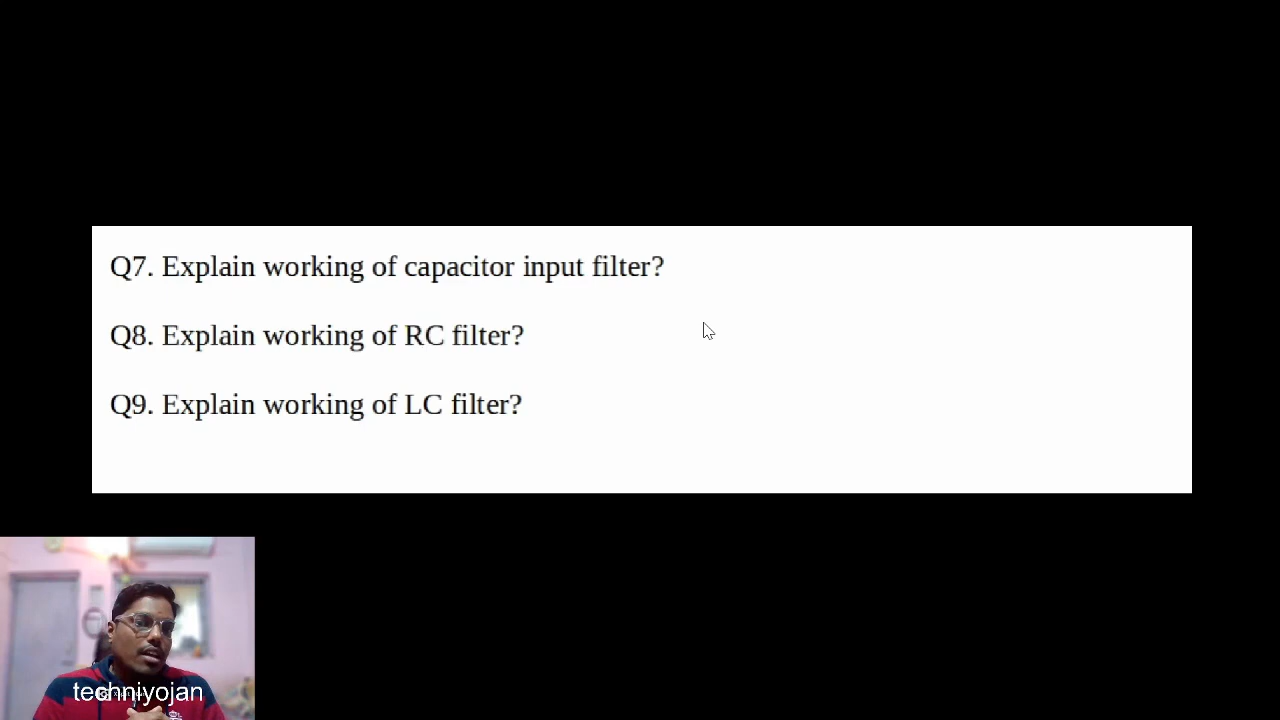 Q7. Explain working of capacitor input filter?
Q8. Explain working of RC filter?
Q9. Explain working of LC filter?
techniyojan